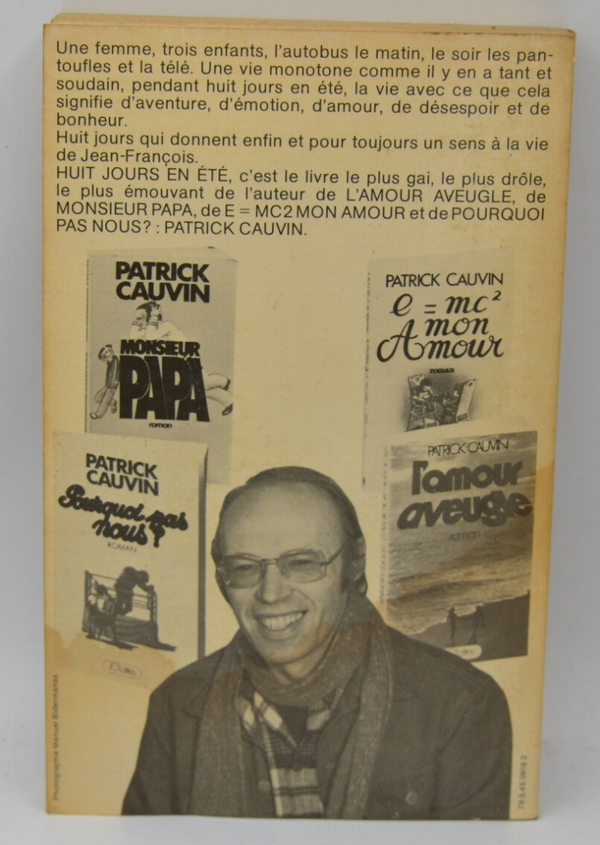 Une femme, trois enfants, l'autobus le matin, le soir les pan-
toufles et la télé. Une vie monotone comme il y en a tant et
soudain, pendant huit jours en été, la vie avec ce que cela
signifie d'aventure, d'émotion, d'amour, de désespoir et de
bonheur.
Huit jours qui donnent enfin et pour toujours un sens à la vie
de Jean-François.
HUIT JOURS EN ÉTÉ, c'est le livre le plus gai, le plus drôle,
le plus émouvant de l'auteur de L'AMOUR AVEUGLE, de
MONSIEUR PAPA, de E = MC2 MON AMOUR et de POURQUOI
PAS NOUS? : PATRICK CAUVIN.
PATRICK
CAUVIN
MONSIEUR
PAPA
roman
PATRICK CAUVIN
e = mc²
mon
Amour
roman
PATRICK
CAUVIN
Pourquoi pas
nous?
ROMAN
PATRICK CAUVIN
l'amour
aveugle
roman
Photographie Manuel Bidermanas